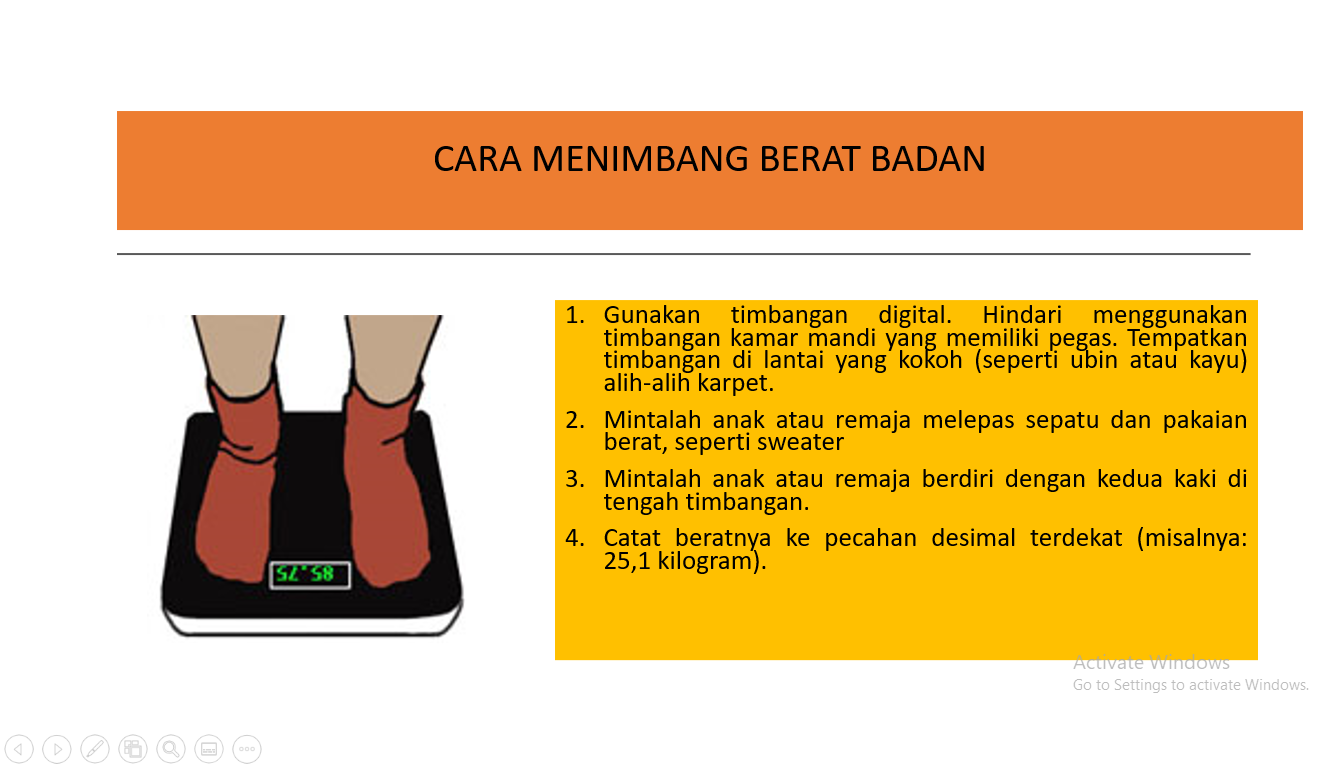 CARA MENIMBANG BERAT BADAN
1. Gunakan timbangan digital. Hindari menggunakan
timbangan kamar mandi yang memiliki pegas. Tempatkan
timbangan di lantai yang kokoh (seperti ubin atau kayu)
alih-alih karpet.
2. Mintalah anak atau remaja melepas sepatu dan pakaian
berat, seperti sweater
3. Mintalah anak atau remaja berdiri dengan kedua kaki di
tengah timbangan.
4. Catat beratnya ke pecahan desimal terdekat (misalnya:
25,1 kilogram).
85.75
Activate Windows
Go to Settings to activate Windows.